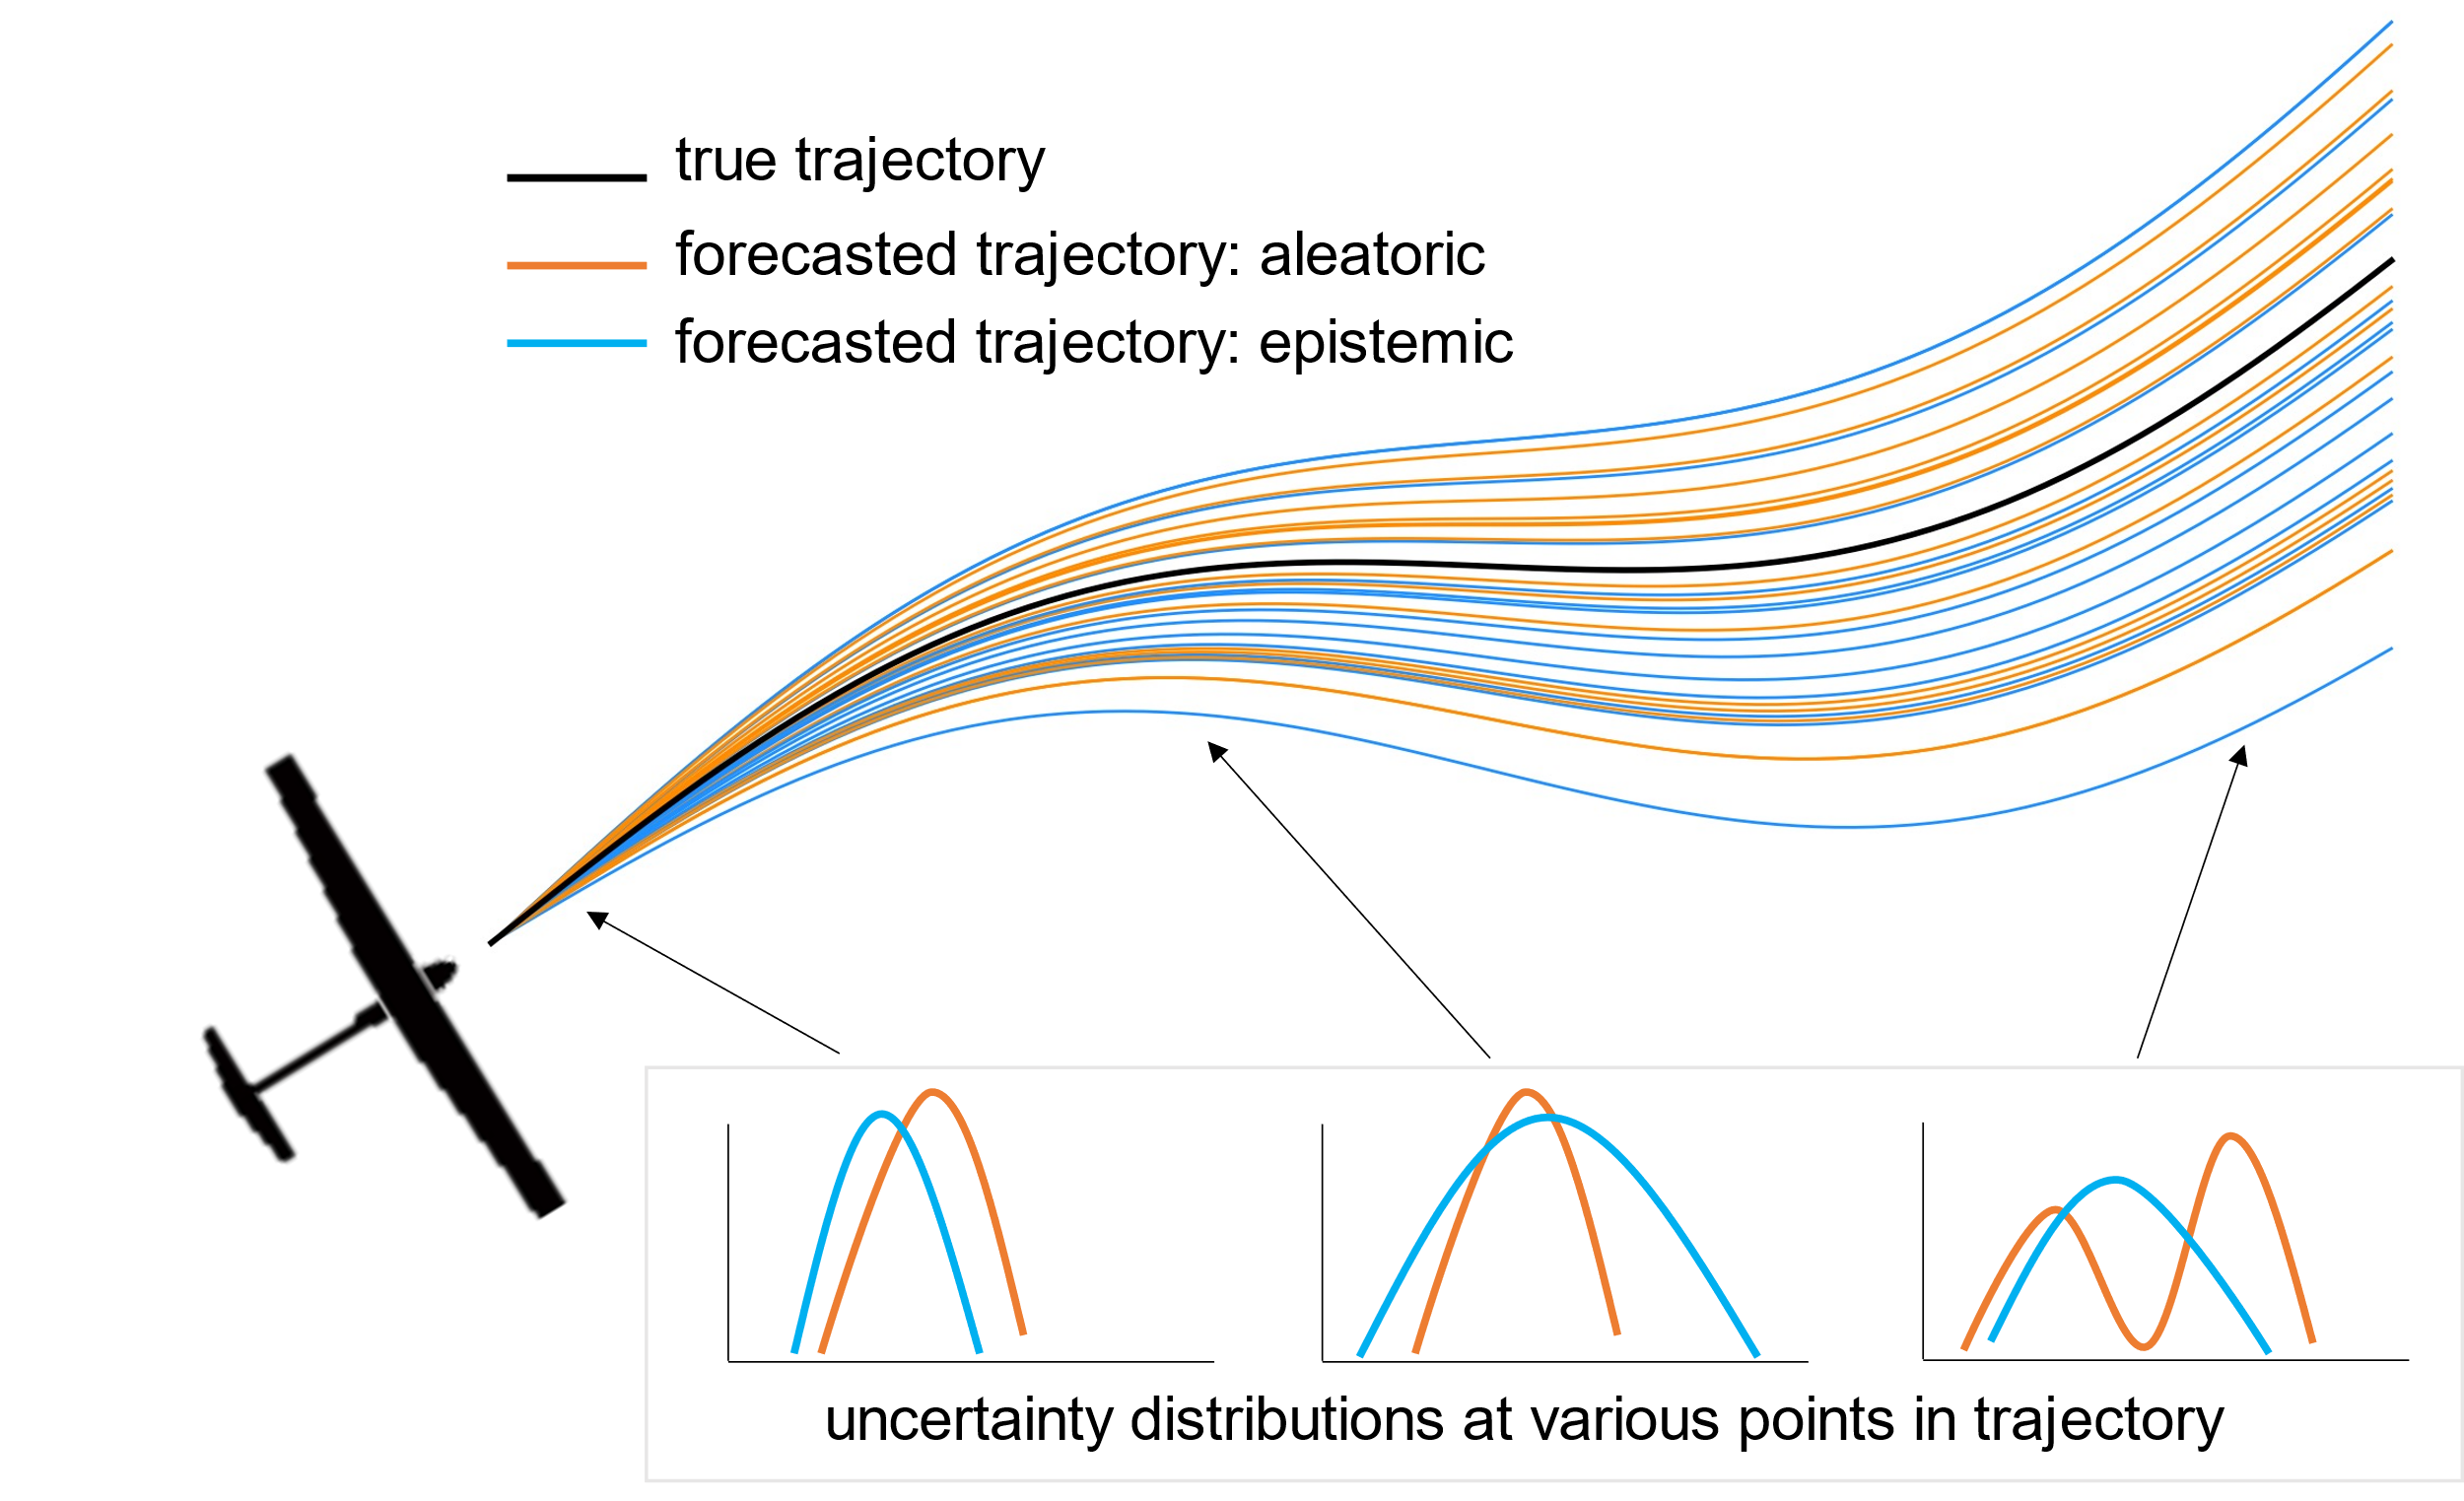 true trajectory
forecasted trajectory: aleatoric
forecasted trajectory: epistemic
uncertainty distributions at various points in trajectory